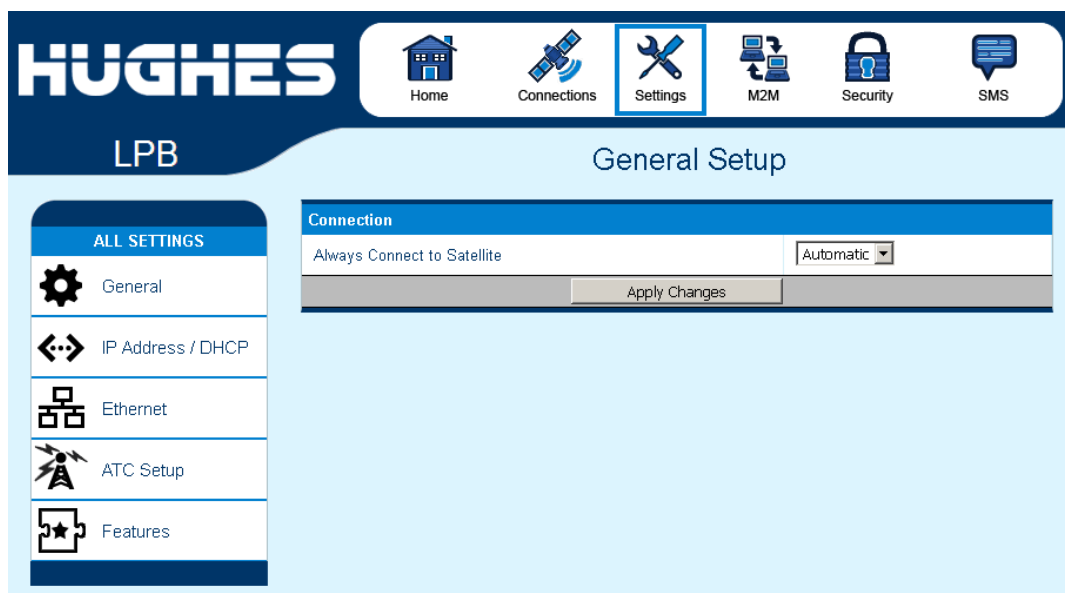 HUGHES
Home
Connections
Settings
M2M
Security
SMS
LPB
General Setup
ALL SETTINGS
General
IP Address / DHCP
Ethernet
ATC Setup
Features
Connection
Always Connect to Satellite
Automatic
Apply Changes